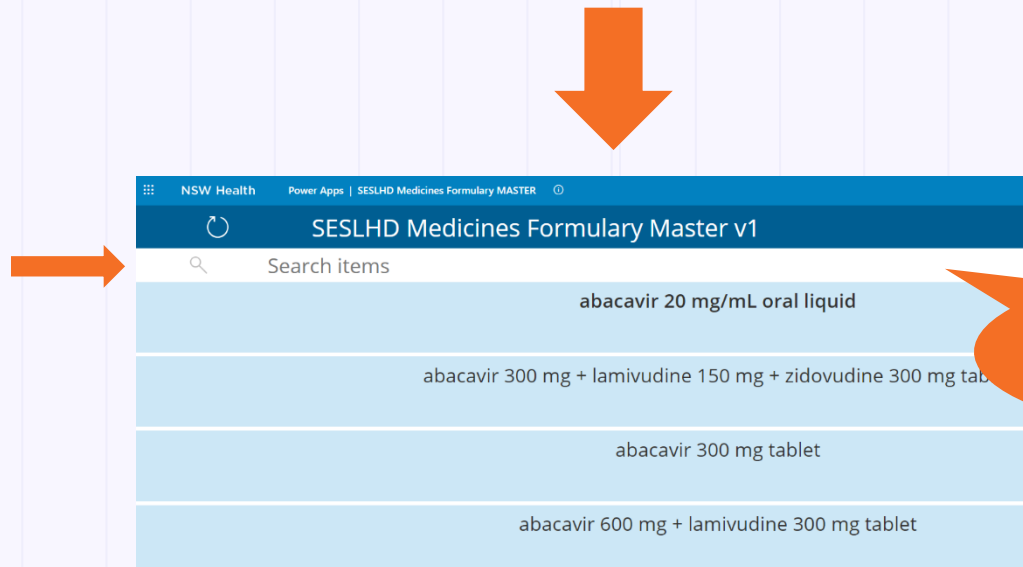 NSW Health Power Apps | SESLHD Medicines Formulary MASTER
SESLHD Medicines Formulary Master v1
Search items
abacavir 20 mg/mL oral liquid
abacavir 300 mg + lamivudine 150 mg + zidovudine 300 mg tab
abacavir 300 mg tablet
abacavir 600 mg + lamivudine 300 mg tablet